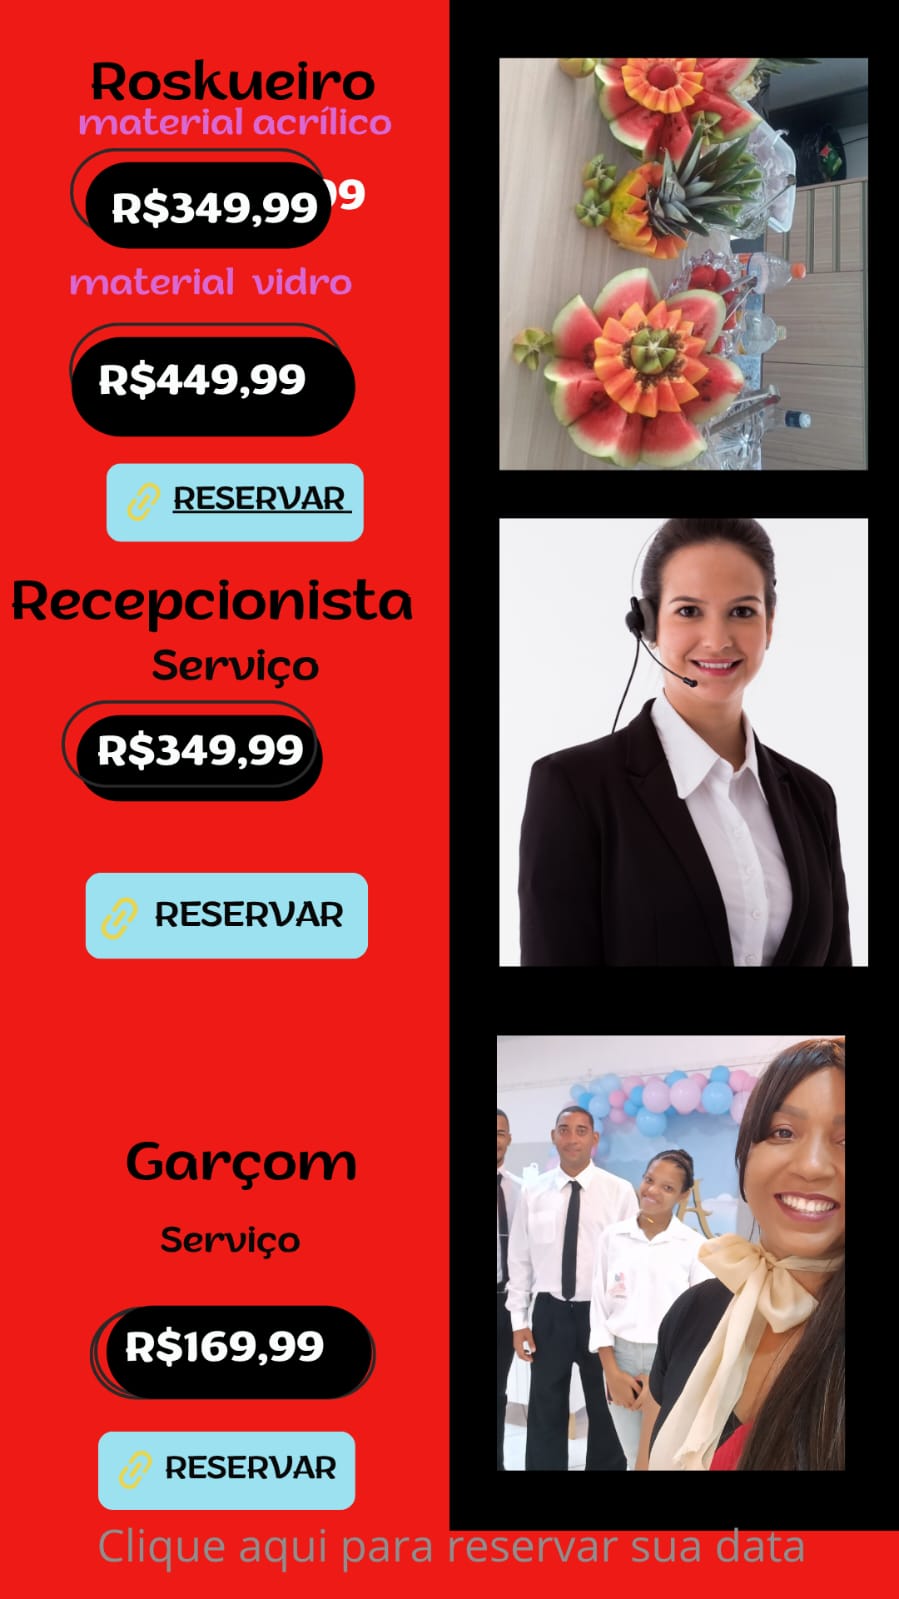 Roskueiro
material acrílico
R$349,99 99
material vidro
R$449,99
RESERVAR
Recepcionista
Serviço
R$349,99
RESERVAR
Garçom
Serviço
R$169,99
RESERVAR
Clique aqui para reservar sua data